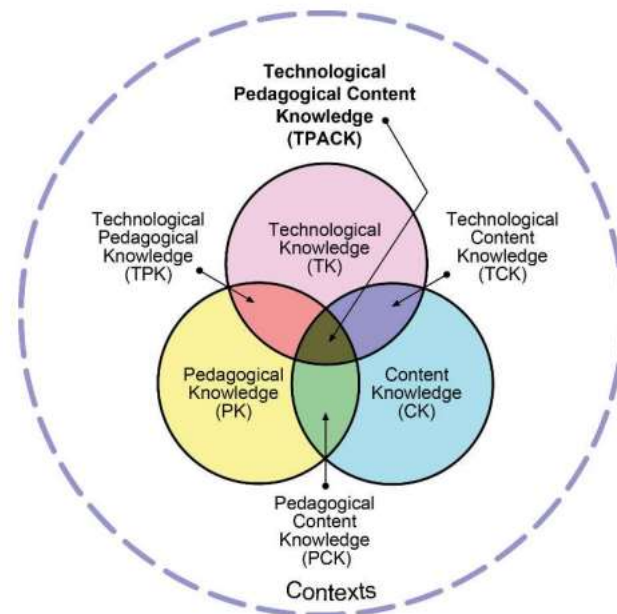 Technological
Pedagogical Content
Knowledge
(TPACK)
Technological
Pedagogical
Knowledge
(TPK)
Technological
Knowledge
(TK)
Technological
Content
Knowledge
(TCK)
Pedagogical
Knowledge
(PK)
Content
Knowledge
(CK)
Pedagogical
Content
Knowledge
(PCK)
Contexts